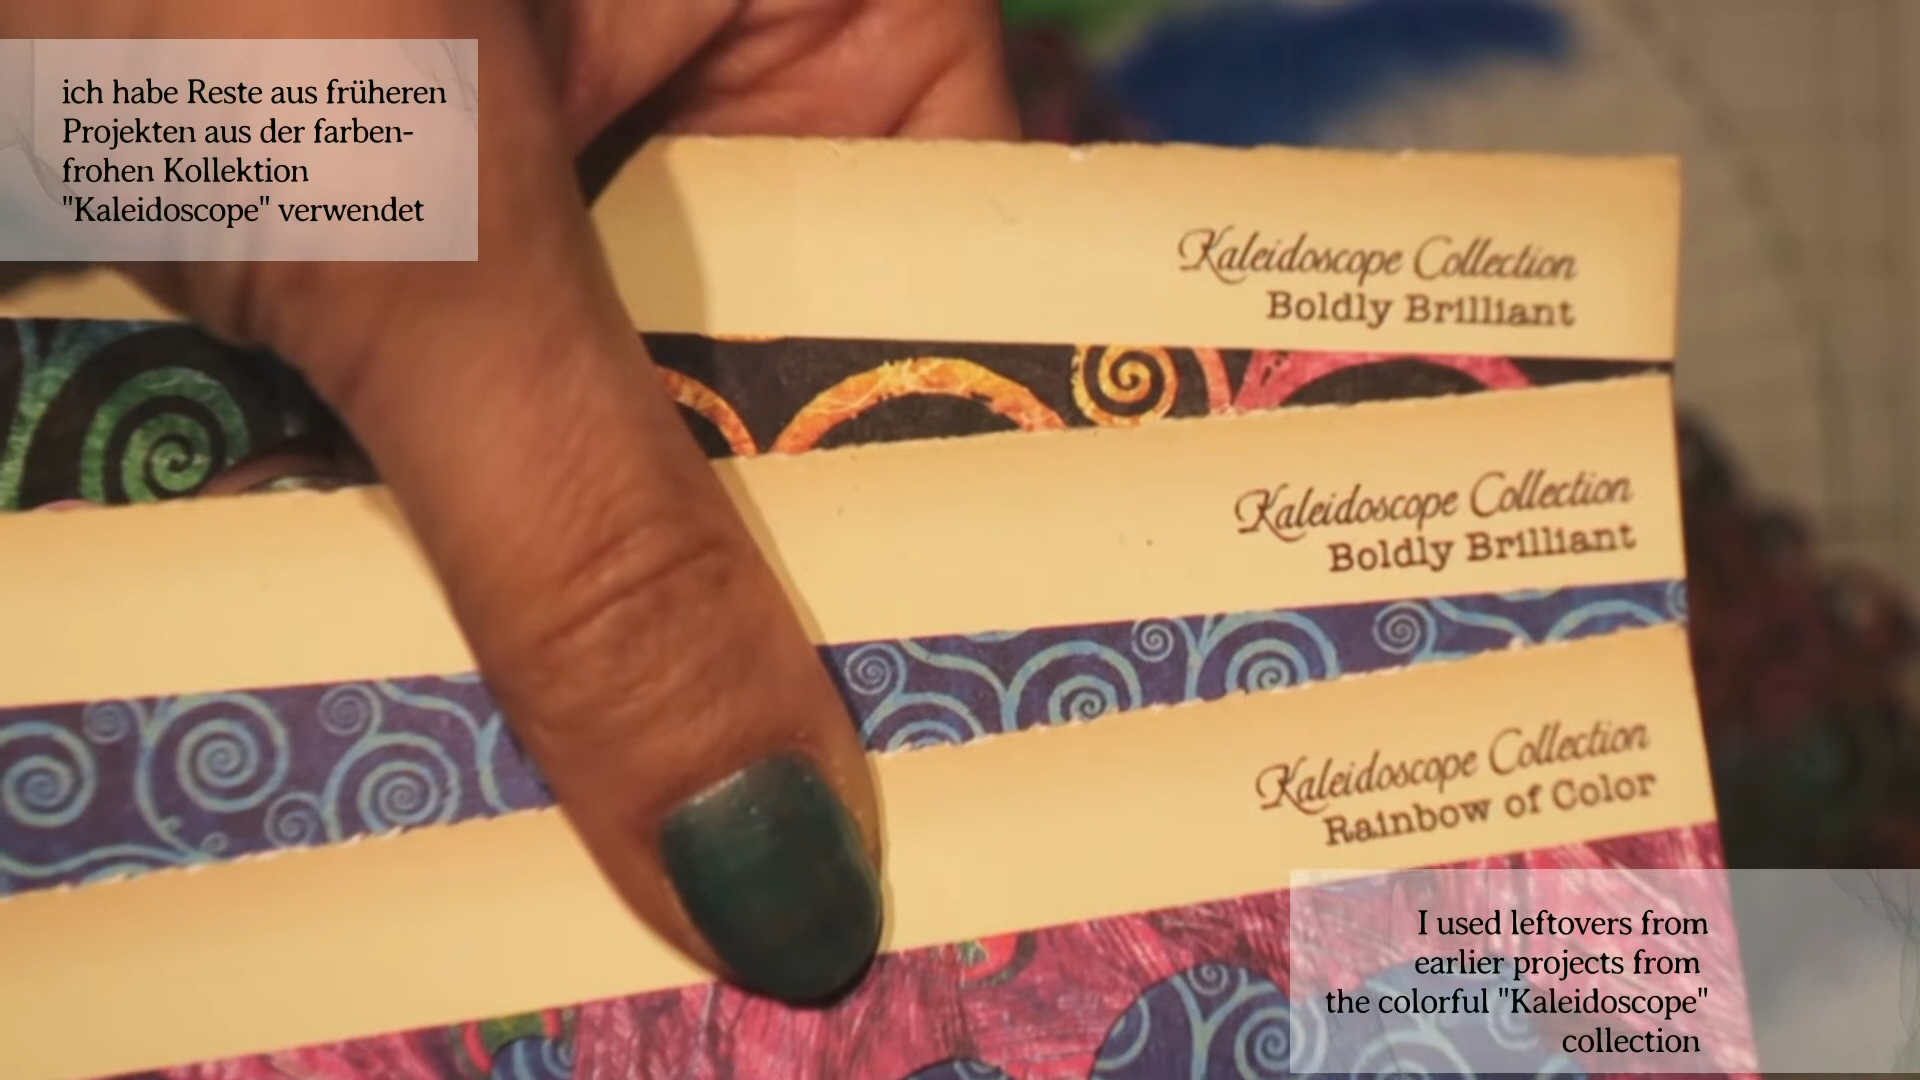 ich habe Reste aus früheren
Projekten aus der farben-
frohen Kollektion
"Kaleidoscope" verwendet
Kaleidoscope Collection
Boldly Brilliant
Kaleidoscope Collection
Boldly Brilliant
Kaleidoscope Collection
Rainbow of Color
I used leftovers from
earlier projects from
the colorful "Kaleidoscope"
collection